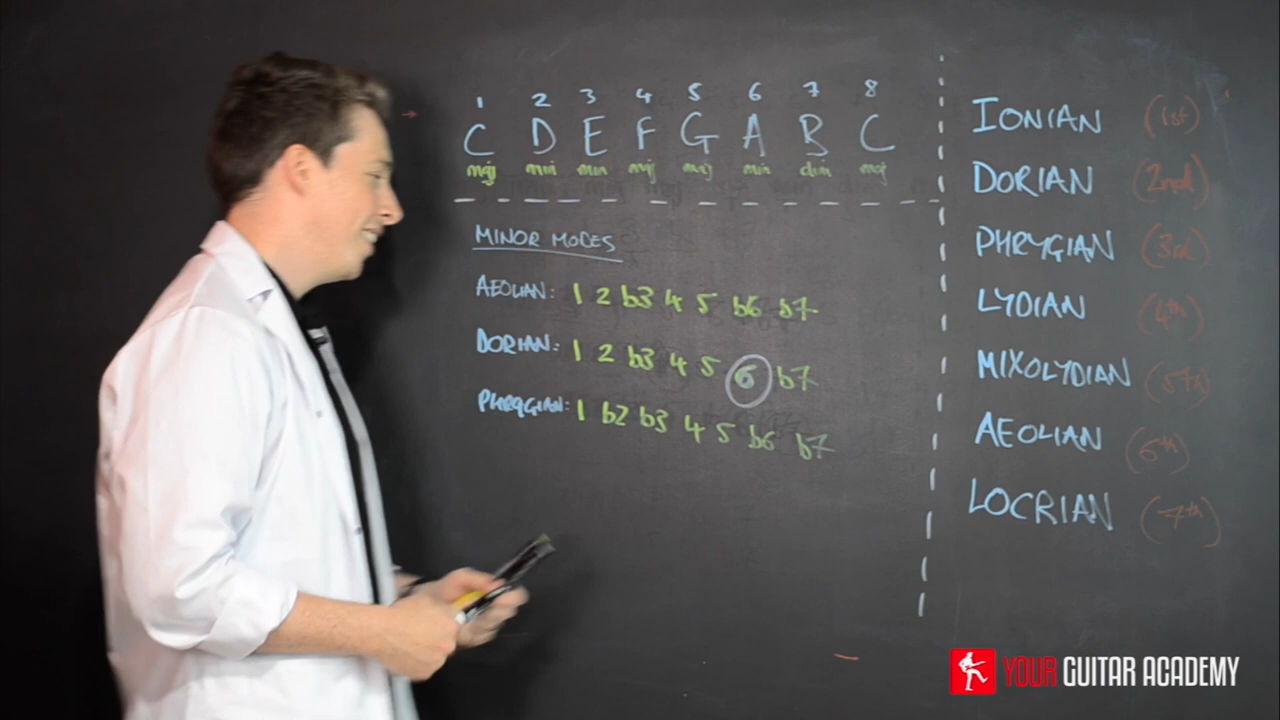 1 2 3 4 5 6 7 8
C D E F G A B C
maj min min maj maj min dim maj
MINOR MODES
AEOLIAN: 1 2 b3 4 5 b6 b7
DORIAN: 1 2 b3 4 5 6 b7
PHRYGIAN: 1 b2 b3 4 5 b6 b7
IONIAN (1st)
DORIAN (2nd)
PHRYGIAN (3rd)
LYDIAN (4th)
MIXOLYDIAN (5th)
AEOLIAN (6th)
LOCRIAN (7th)
YOUR GUITAR ACADEMY